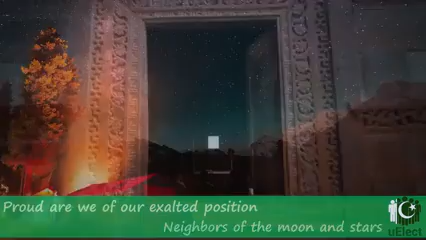 Proud are we of our exalted position
Neighbors of the moon and stars
uElect